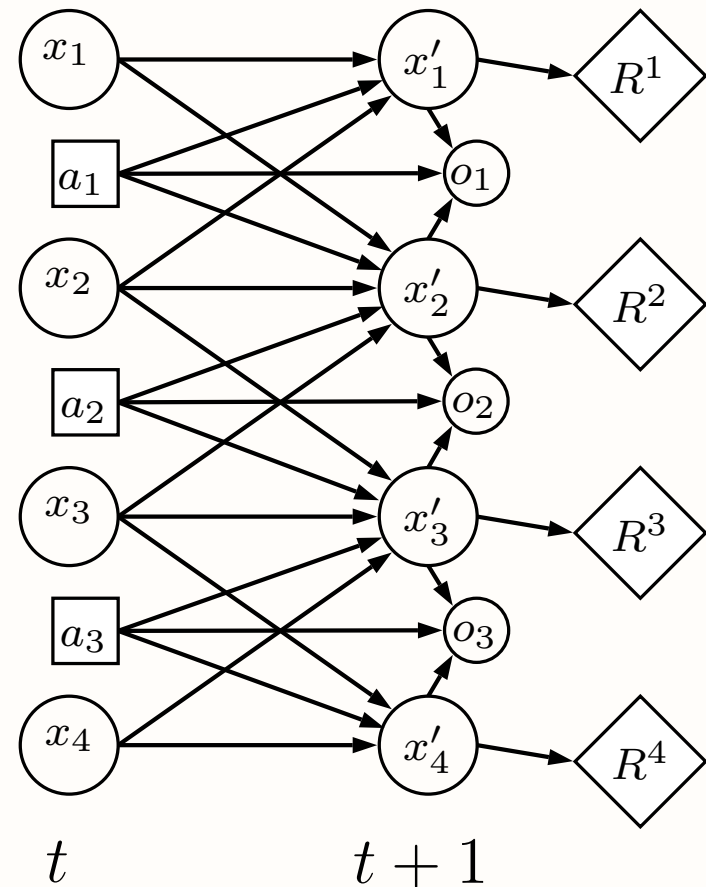 x₁ x′₁ R¹
a₁ o₁
x₂ x′₂ R²
a₂ o₂
x₃ x′₃ R³
a₃ o₃
x₄ x′₄ R⁴
t t + 1